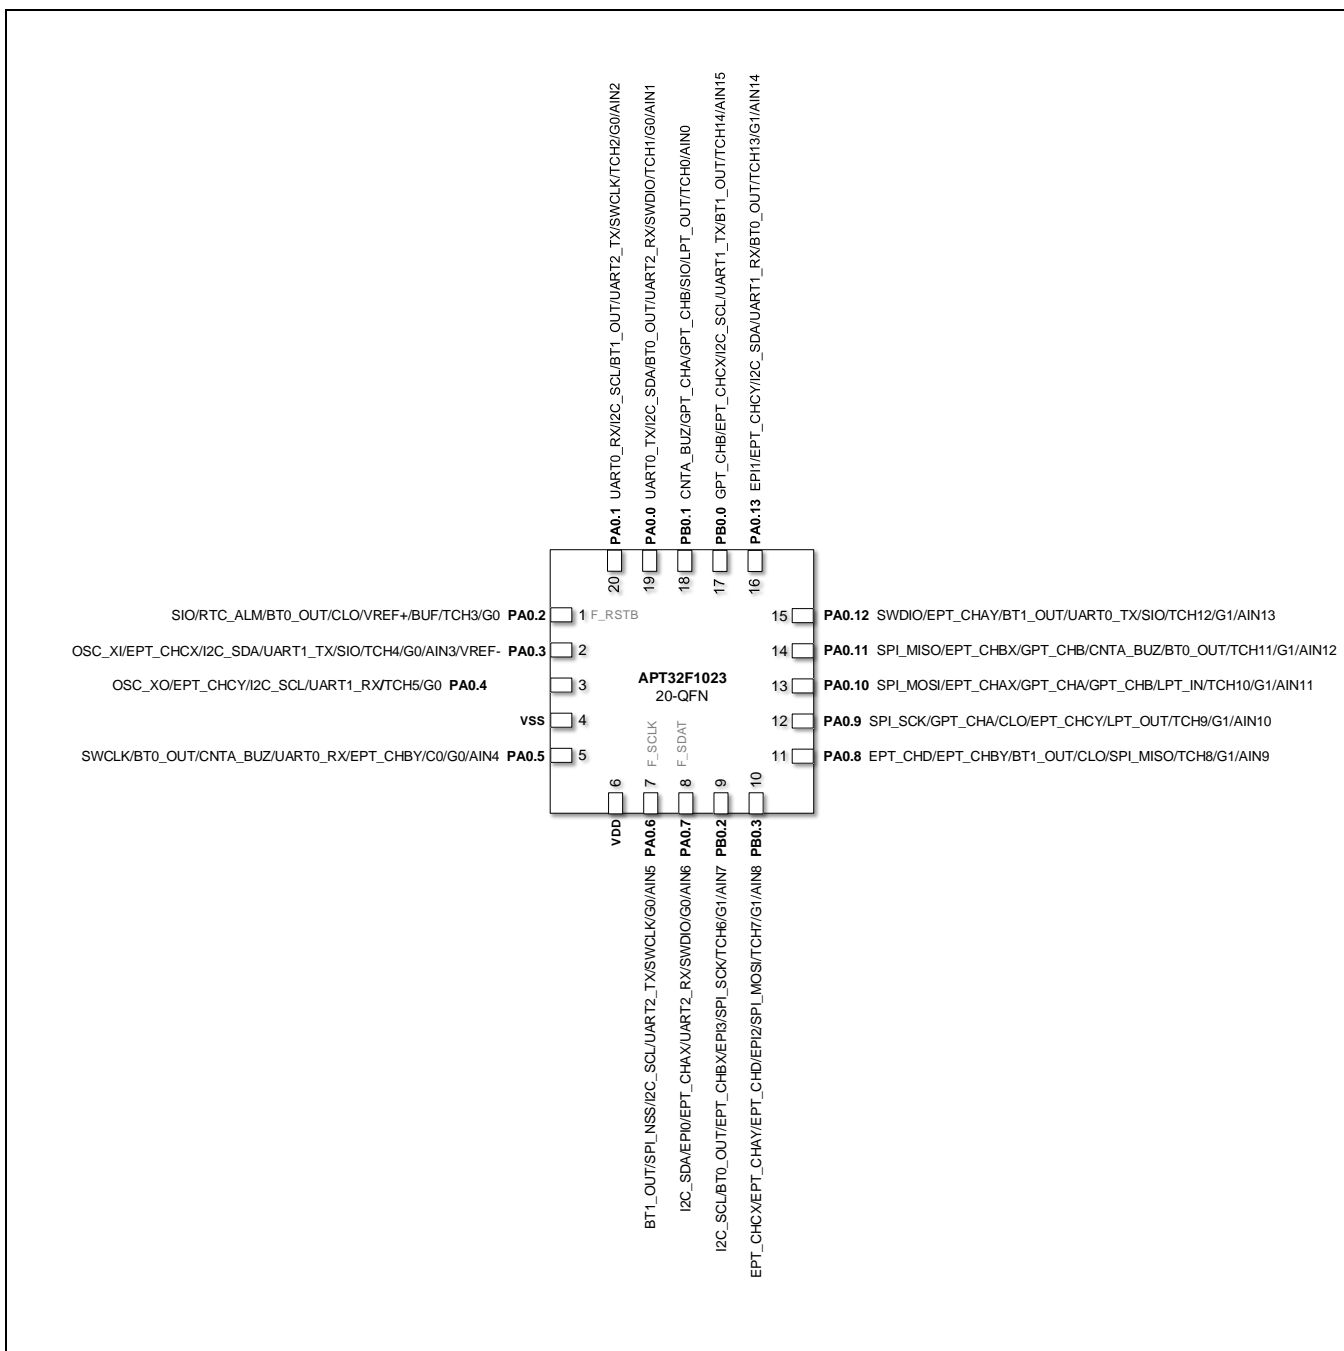 PA0.1 UART0_RX/I2C_SCL/BT1_OUT/UART2_TX/SWCLK/TCH2/G0/AIN2
PA0.0 UART0_TX/I2C_SDA/BT0_OUT/UART2_RX/SWDIO/TCH1/G0/AIN1
PB0.1 CNTA_BUZ/GPT_CHA/GPT_CHB/SIO/LPT_OUT/TCH0/AIN0
PB0.0 GPT_CHB/EPT_CHCX/I2C_SCL/UART1_TX/BT1_OUT/TCH14/AIN15
PA0.13 EPI1/EPT_CHCY/I2C_SDA/UART1_RX/BT0_OUT/TCH13/G1/AIN14
20
19
18
17
16
SIO/RTC_ALM/BT0_OUT/CLO/VREF+/BUF/TCH3/G0 PA0.2 1 F_RSTB
OSC_XI/EPT_CHCX/I2C_SDA/UART1_TX/SIO/TCH4/G0/AIN3/VREF- PA0.3 2
OSC_XO/EPT_CHCY/I2C_SCL/UART1_RX/TCH5/G0 PA0.4 3
VSS 4
SWCLK/BT0_OUT/CNTA_BUZ/UART0_RX/EPT_CHBY/C0/G0/AIN4 PA0.5 5
APT32F1023
20-QFN
15 PA0.12 SWDIO/EPT_CHAY/BT1_OUT/UART0_TX/SIO/TCH12/G1/AIN13
14 PA0.11 SPI_MISO/EPT_CHBX/GPT_CHB/CNTA_BUZ/BT0_OUT/TCH11/G1/AIN12
13 PA0.10 SPI_MOSI/EPT_CHAX/GPT_CHA/GPT_CHB/LPT_IN/TCH10/G1/AIN11
12 PA0.9 SPI_SCK/GPT_CHA/CLO/EPT_CHCY/LPT_OUT/TCH9/G1/AIN10
11 PA0.8 EPT_CHD/EPT_CHBY/BT1_OUT/CLO/SPI_MISO/TCH8/G1/AIN9
F_SCLK
F_SDAT
6
7
8
9
10
VDD
BT1_OUT/SPI_NSS/I2C_SCL/UART2_TX/SWCLK/G0/AIN5 PA0.6
I2C_SDA/EPI0/EPT_CHAX/UART2_RX/SWDIO/G0/AIN6 PA0.7
I2C_SCL/BT0_OUT/EPT_CHBX/EPI3/SPI_SCK/TCH6/G1/AIN7 PB0.2
EPT_CHCX/EPT_CHAY/EPT_CHD/EPI2/SPI_MOSI/TCH7/G1/AIN8 PB0.3